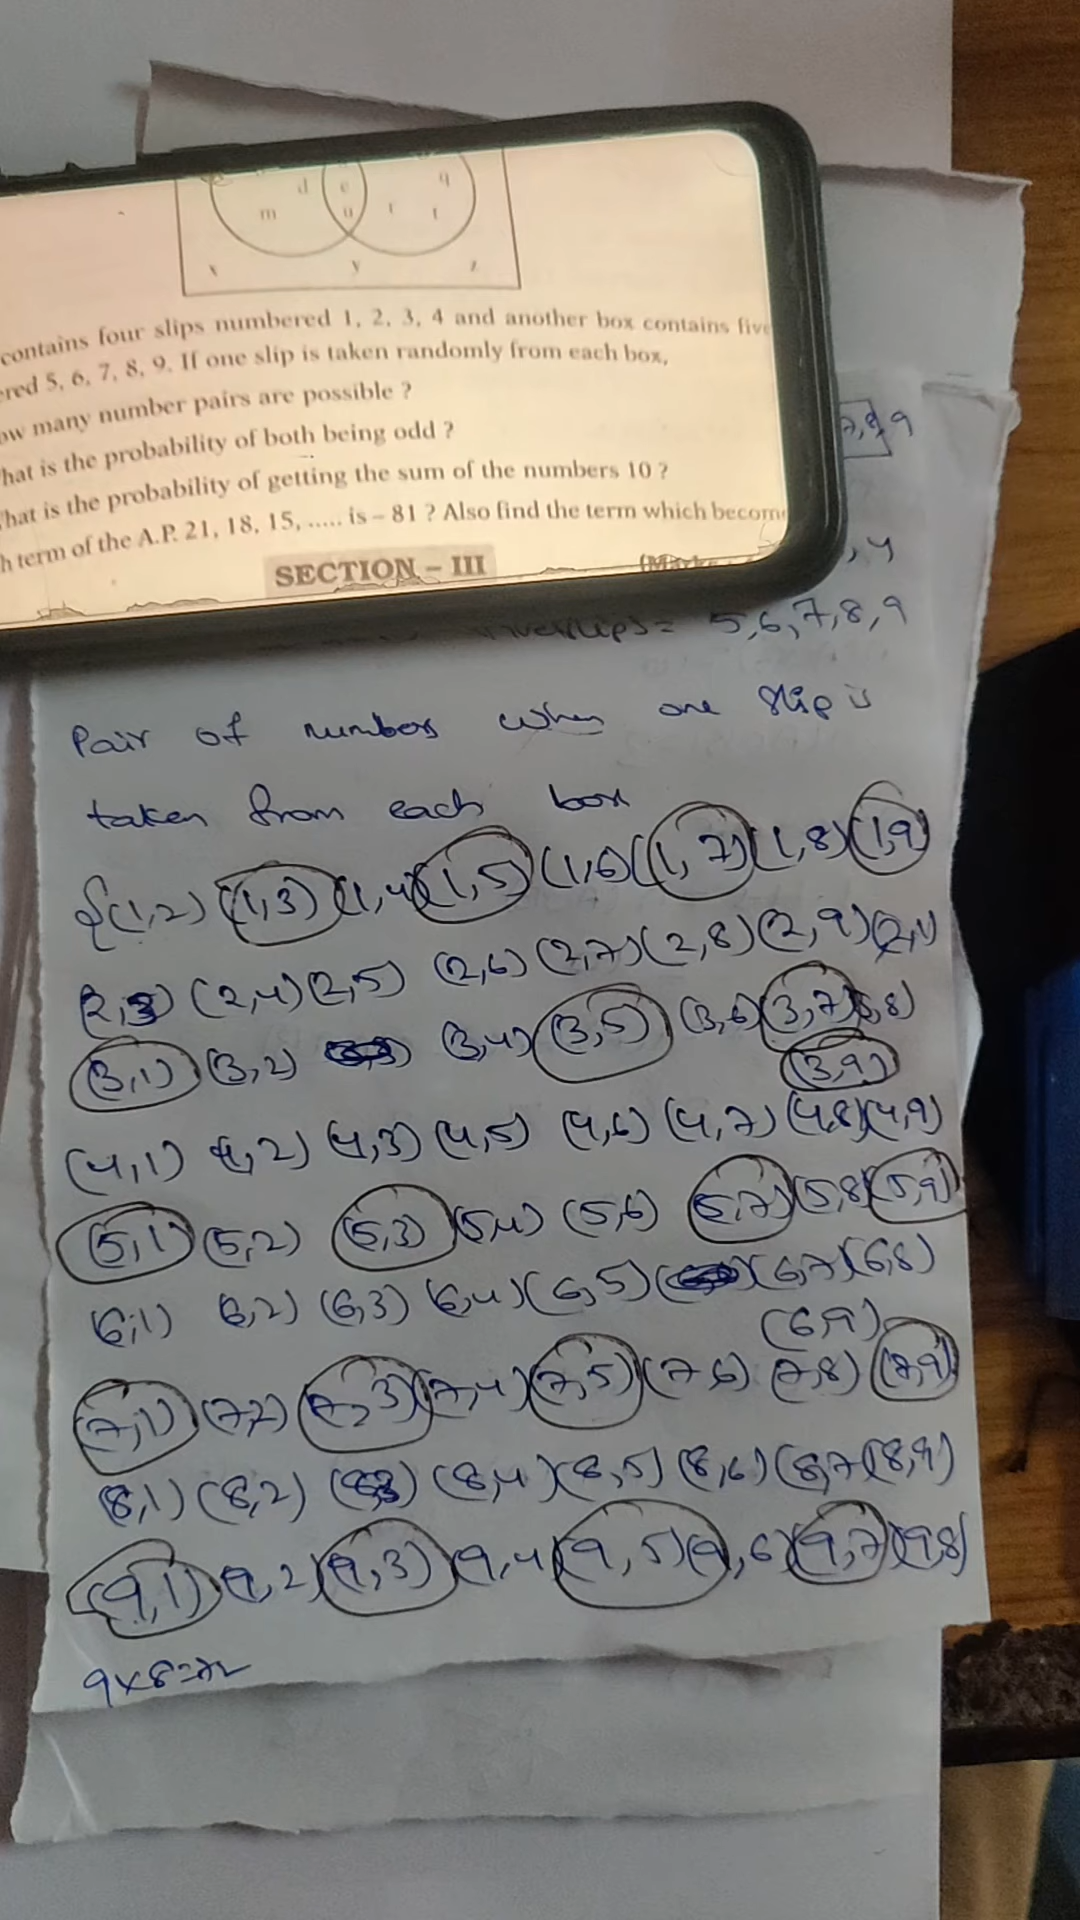 m d e u r t q
x y z
contains four slips numbered 1, 2, 3, 4 and another box contains five
ered 5, 6, 7, 8, 9. If one slip is taken randomly from each box,
ow many number pairs are possible ?
hat is the probability of both being odd ?
hat is the probability of getting the sum of the numbers 10 ?
h term of the A.P. 21, 18, 15, ..... is – 81 ? Also find the term which become
SECTION – III
7,8,9
, 4
= 5,6,7,8,9
Pair of numbers when one slip is
taken from each box
{(1,2) (1,3) (1,4) (1,5) (1,6) (1,7) (1,8) (1,9)
(2,3) (2,4) (2,5) (2,6) (2,7) (2,8) (2,9) (2,1)
(3,1) (3,2) (3,4) (3,5) (3,6) (3,7) (3,8)
(3,9)
(4,1) (4,2) (4,3) (4,5) (4,6) (4,7) (4,8) (4,9)
(5,1) (5,2) (5,3) (5,4) (5,6) (5,7) (5,8) (5,9)
(6,1) (6,2) (6,3) (6,4) (6,5) (6,7) (6,8)
(6,9)
(7,1) (7,2) (7,3) (7,4) (7,5) (7,6) (7,8) (7,9)
(8,1) (8,2) (8,3) (8,4) (8,5) (8,6) (8,7) (8,9)
(9,1) (9,2) (9,3) (9,4) (9,5) (9,6) (9,7) (9,8)
9×8=72